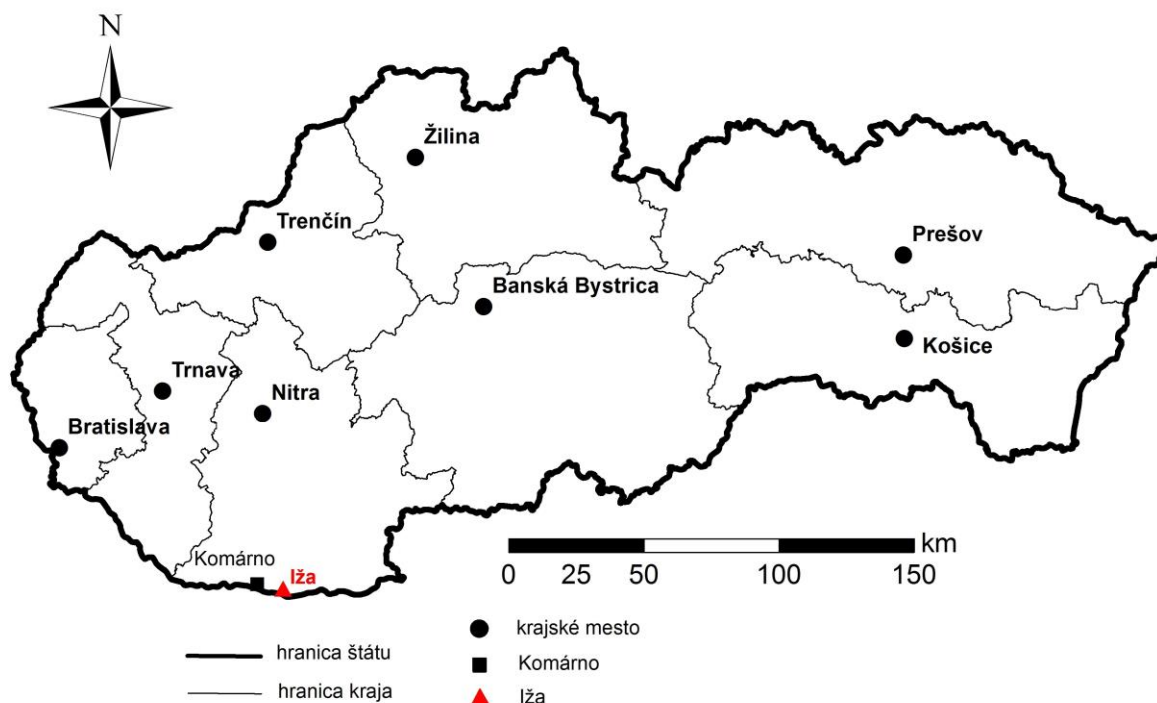 N
Žilina
Trenčín
Prešov
Banská Bystrica
Košice
Trnava
Nitra
Bratislava
Komárno
Iža
km
0 25 50 100 150
krajské mesto
hranica štátu
Komárno
hranica kraja
Iža